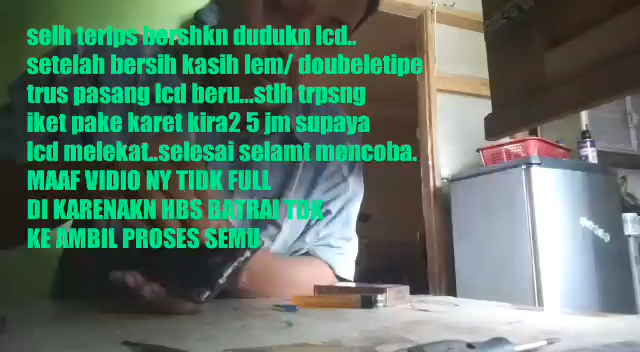 selh terlps bershkn dudukn lcd..
setelah bersih kasih lem/ doubeletipe
trus pasang lcd beru...stlh trpsng
iket pake karet kira2 5 jm supaya
lcd melekat..selesai selamt mencoba.
MAAF VIDIO NY TIDK FULL
DI KARENAKN HBS BATRAI TDK
KE AMBIL PROSES SEMU